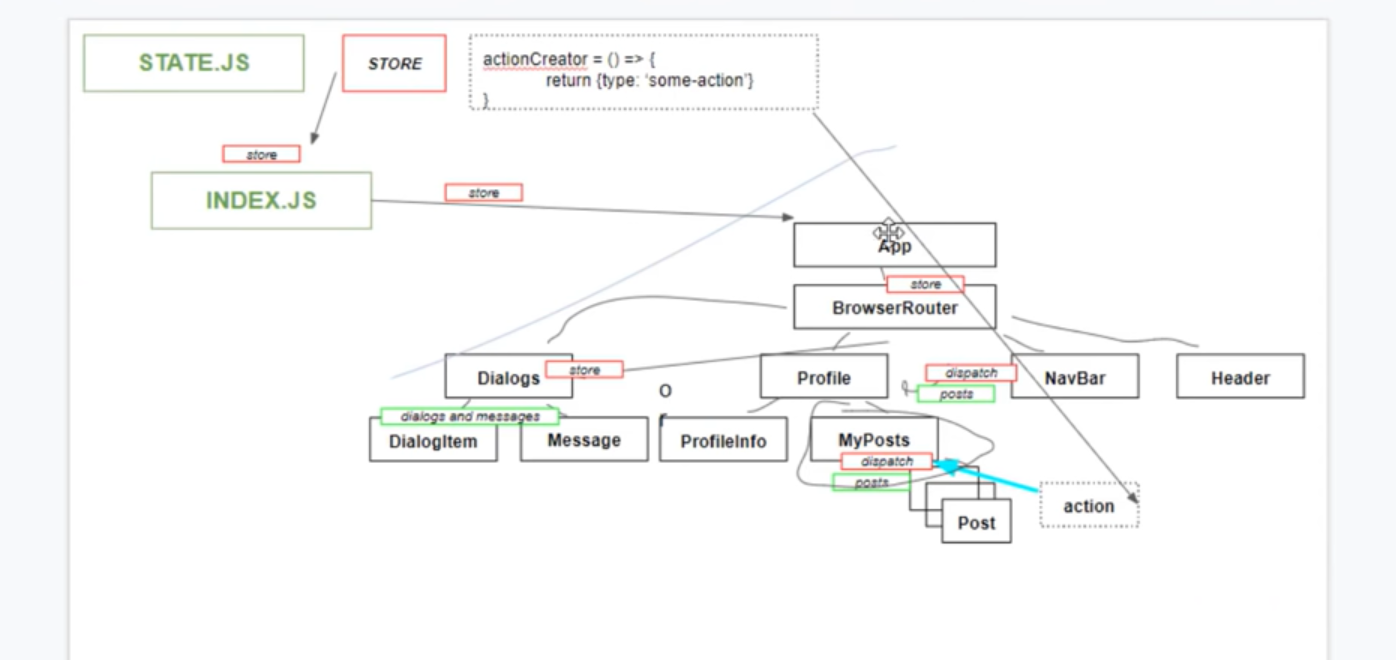 STATE.JS
STORE
actionCreator = () => {
return {type: 'some-action'}
}
store
INDEX.JS
store
App
store
BrowserRouter
Dialogs
store
Profile
dispatch
posts
NavBar
Header
dialogs and messages
DialogItem
Message
O
r
ProfileInfo
MyPosts
dispatch
posts
action
Post